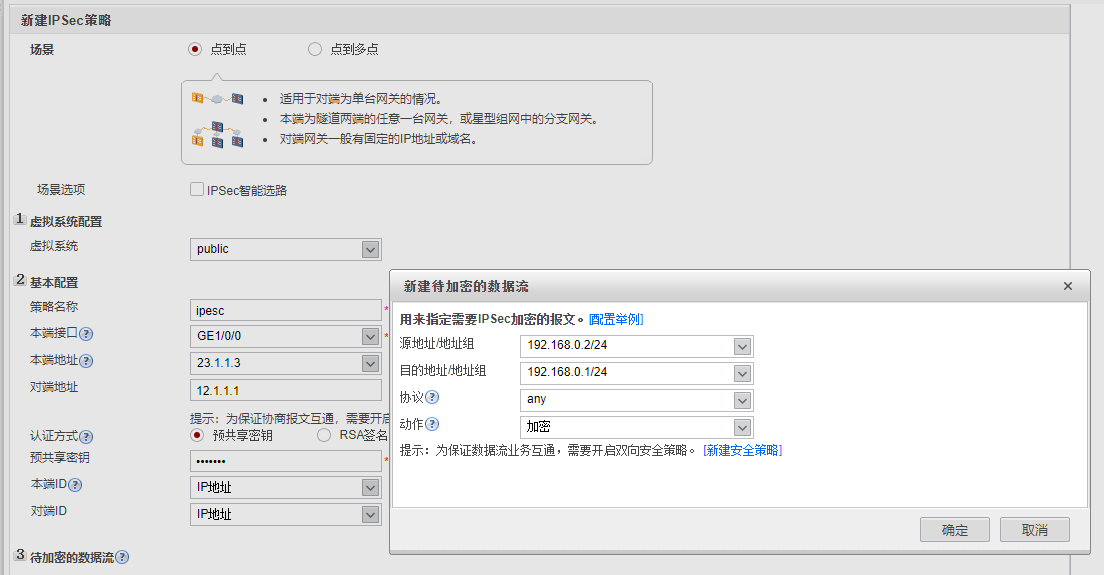 新建IPSec策略
场景 点到点 点到多点
适用于对端为单台网关的情况。
本端为隧道两端的任意一台网关，或星型组网中的分支网关。
对端网关一般有固定的IP地址或域名。
场景选项 IPSec智能选路
1 虚拟系统配置
虚拟系统 public
2 基本配置
策略名称 ipesc *
本端接口 ? GE1/0/0 *
本端地址 ? 23.1.1.3
对端地址 12.1.1.1
提示：为保证协商报文互通，需要开启
认证方式 ? 预共享密钥 RSA签名
预共享密钥 ••••••• *
本端ID ? IP地址
对端ID IP地址
3 待加密的数据流 ?
新建待加密的数据流 ×
用来指定需要IPSec加密的报文。[配置举例]
源地址/地址组 192.168.0.2/24
目的地址/地址组 192.168.0.1/24
协议 ? any
动作 ? 加密
提示：为保证数据流业务互通，需要开启双向安全策略。 [新建安全策略]
确定 取消